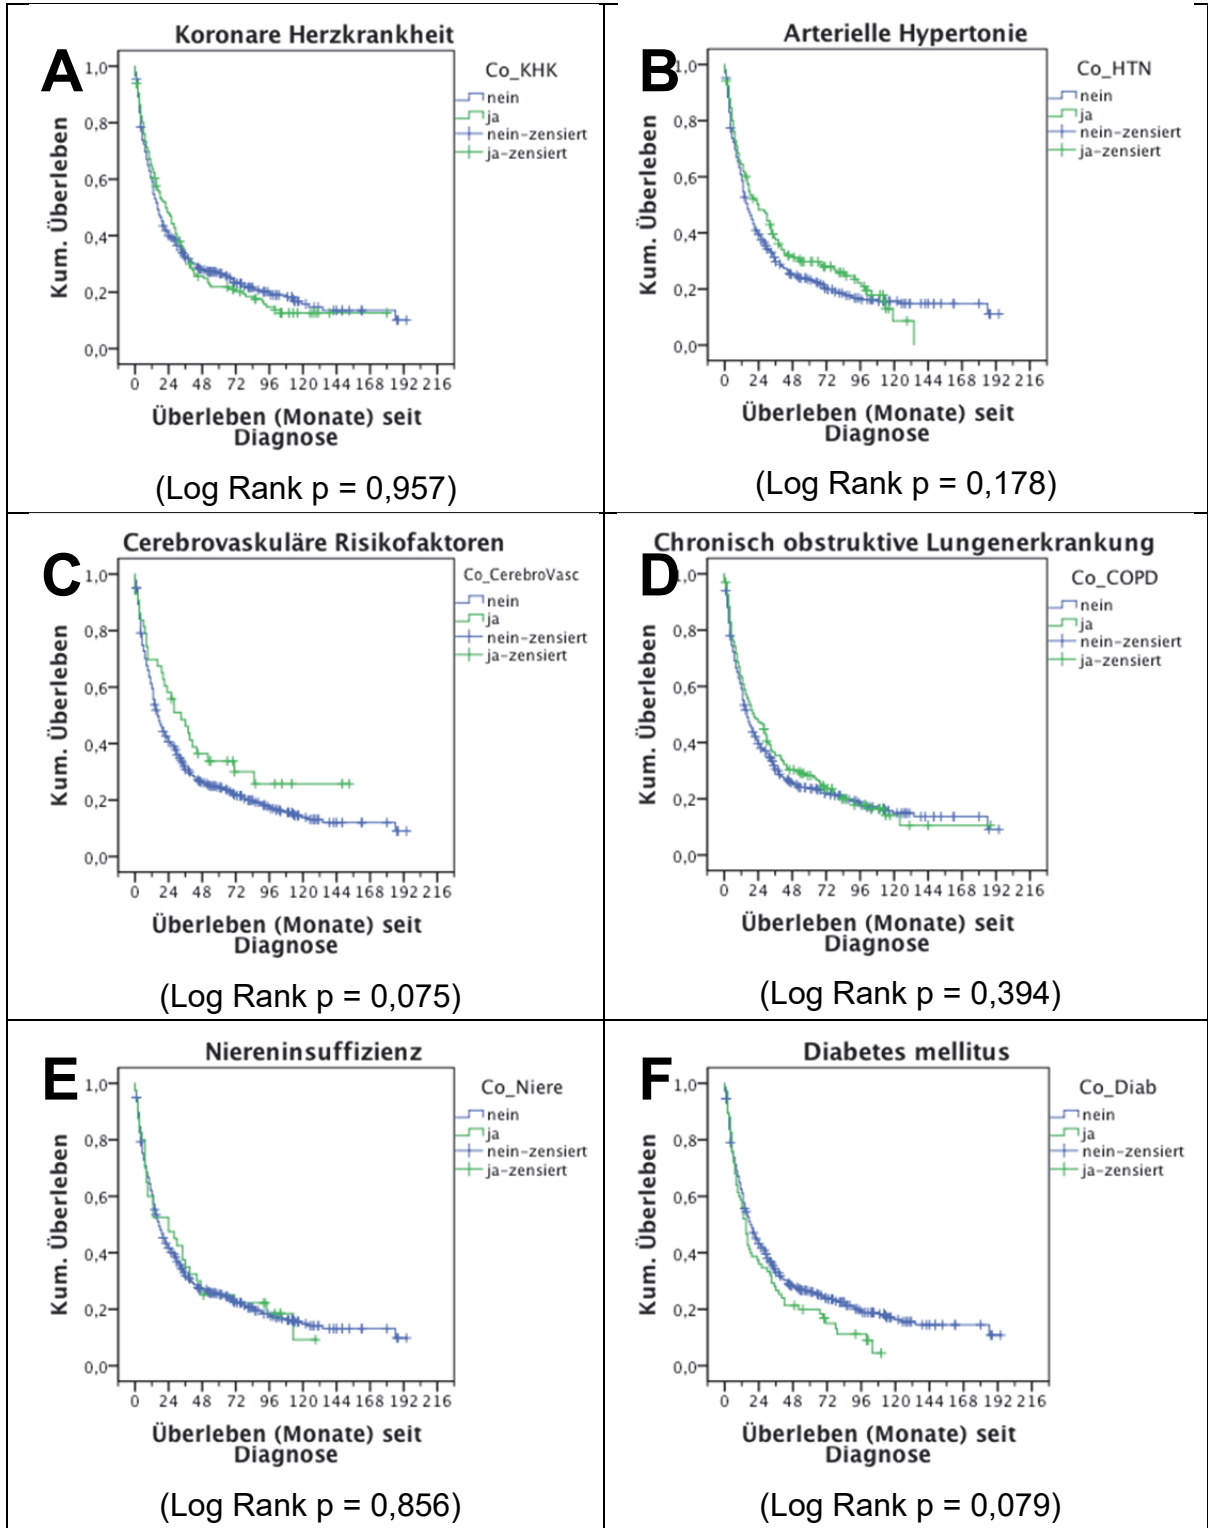 A
Koronare Herzkrankheit
Co_KHK
nein
ja
nein-zensiert
ja-zensiert
Kum. Überleben
1,0
0,8
0,6
0,4
0,2
0,0
0 24 48 72 96 120 144 168 192 216
Überleben (Monate) seit
Diagnose
(Log Rank p = 0,957)
B
Arterielle Hypertonie
Co_HTN
nein
ja
nein-zensiert
ja-zensiert
Kum. Überleben
1,0
0,8
0,6
0,4
0,2
0,0
0 24 48 72 96 120 144 168 192 216
Überleben (Monate) seit
Diagnose
(Log Rank p = 0,178)
C
Cerebrovaskuläre Risikofaktoren
Co_CerebroVasc
nein
ja
nein-zensiert
ja-zensiert
Kum. Überleben
1,0
0,8
0,6
0,4
0,2
0,0
0 24 48 72 96 120 144 168 192 216
Überleben (Monate) seit
Diagnose
(Log Rank p = 0,075)
D
Chronisch obstruktive Lungenerkrankung
Co_COPD
nein
ja
nein-zensiert
ja-zensiert
Kum. Überleben
1,0
0,8
0,6
0,4
0,2
0,0
0 24 48 72 96 120 144 168 192 216
Überleben (Monate) seit
Diagnose
(Log Rank p = 0,394)
E
Niereninsuffizienz
Co_Niere
nein
ja
nein-zensiert
ja-zensiert
Kum. Überleben
1,0
0,8
0,6
0,4
0,2
0,0
0 24 48 72 96 120 144 168 192 216
Überleben (Monate) seit
Diagnose
(Log Rank p = 0,856)
F
Diabetes mellitus
Co_Diab
nein
ja
nein-zensiert
ja-zensiert
Kum. Überleben
1,0
0,8
0,6
0,4
0,2
0,0
0 24 48 72 96 120 144 168 192 216
Überleben (Monate) seit
Diagnose
(Log Rank p = 0,079)